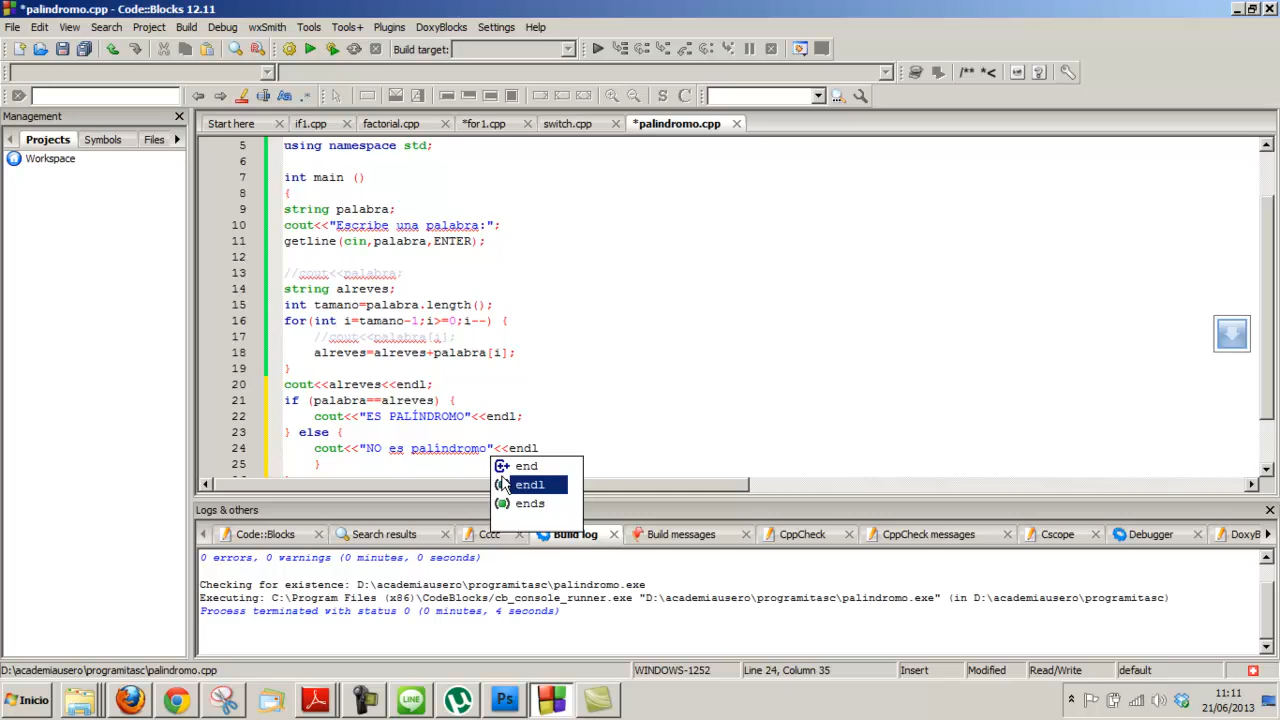 *palindromo.cpp - Code::Blocks 12.11
File Edit View Search Project Build Debug wxSmith Tools Tools+ Plugins DoxyBlocks Settings Help
Build target:
/** *<
S C
Management
Start here if1.cpp factorial.cpp *for1.cpp switch.cpp *palindromo.cpp
Projects Symbols Files
Workspace
5 using namespace std;
6
7 int main ()
8 {
9 string palabra;
10 cout<<"Escribe una palabra:";
11 getline(cin,palabra,ENTER);
12
13 //cout<<palabra;
14 string alreves;
15 int tamano=palabra.length();
16 for(int i=tamano-1;i>=0;i--) {
17 //cout<<palabra[i];
18 alreves=alreves+palabra[i];
19 }
20 cout<<alreves<<endl;
21 if (palabra==alreves) {
22 cout<<"ES PALÍNDROMO"<<endl;
23 } else {
24 cout<<"NO es palíndromo"<<endl
25 }
end
endl
ends
Logs & others
Code::Blocks Search results Cccc Build log Build messages CppCheck CppCheck messages Cscope Debugger DoxyB
0 errors, 0 warnings (0 minutes, 0 seconds)
Checking for existence: D:\academiausero\programitasc\palindromo.exe
Executing: C:\Program Files (x86)\CodeBlocks/cb_console_runner.exe "D:\academiausero\programitasc\palindromo.exe" (in D:\academiausero\programitasc)
Process terminated with status 0 (0 minutes, 4 seconds)
D:\academiausero\programitasc\palindromo.cpp WINDOWS-1252 Line 24, Column 35 Insert Modified Read/Write default
Inicio LINE Ps 11:11
21/06/2013